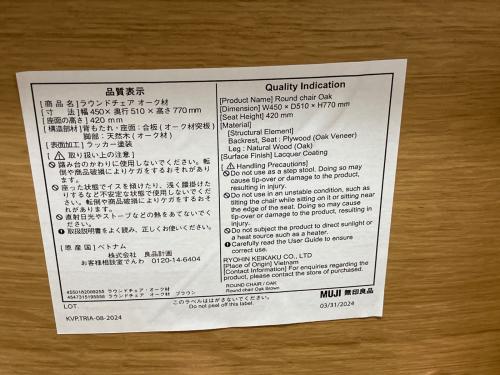 品質表示
[ 商 品 名 ] ラウンドチェア オーク材
[ 寸　　法 ] 幅 450× 奥行 510 × 高さ 770 mm
[ 座面の高さ ] 420 mm
[ 構造部材 ] 背もたれ・座面：合板 ( オーク材突板 )
脚部：天然木 ( オーク材 )
[ 表面加工 ] ラッカー塗装
[ 取り扱い上の注意 ]
踏み台のかわりに使用しないでください。転
倒や商品破損によりケガをするおそれがあり
ます。
座った状態でイスを傾けたり、浅く腰掛けた
りするなど不安定な状態で使用しないでくだ
さい。転倒や商品破損によりケガをするおそ
れがあります。
直射日光やストーブなどの熱をあてないでく
ださい。
取扱説明書をよく読み、正しくお使いください。
[ 原 産 国 ] ベトナム
株式会社　良品計画
お客様相談室でんわ　0120-14-6404
ラウンドチェア・オーク材
ラウンドチェア　オーク材　ブラウン
Quality Indication
[Product Name] Round chair Oak
[Dimension] W450 × D510 × H770 mm
[Seat Height] 420 mm
[Material]
[Structural Element]
Backrest, Seat : Plywood (Oak Veneer)
Leg : Natural Wood (Oak)
[Surface Finish] Lacquer Coating
[ Handling Precautions]
Do not use as a step stool. Doing so may
cause tip-over or damage to the product,
resulting in injury.
Do not use in an unstable condition, such as
tilting the chair while sitting on it or sitting near
the edge of the seat. Doing so may cause
tip-over or damage to the product, resulting in
injury.
Do not subject the product to direct sunlight or
a heat source such as a heater.
Carefully read the User Guide to ensure
correct use.
RYOHIN KEIKAKU CO., LTD
[Place of Origin] Vietnam
[Contact Information] For enquiries regarding the
product, please contact the store of purchased.
ROUND CHAIR / OAK
Round chair Oak Brown
このラベルははがさないでください。
Do not peel off this label.
LOT.
KVP.TRIA-08-2024
MUJI 無印良品
03/31/2024